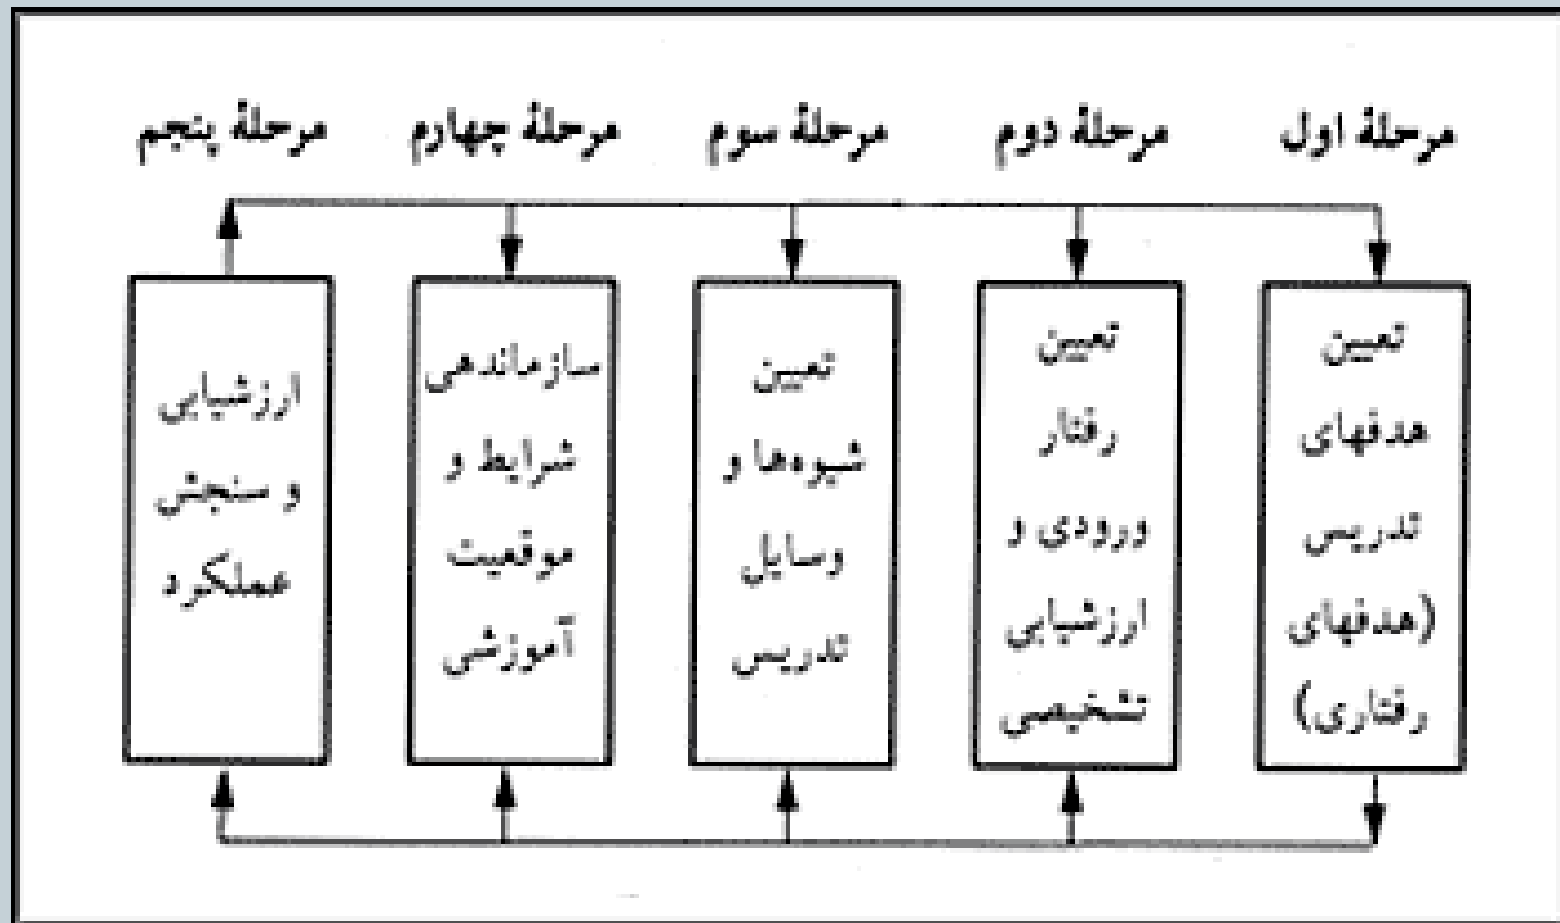 مرحلهٔ اول
مرحلهٔ دوم
مرحلهٔ سوم
مرحلهٔ چهارم
مرحلهٔ پنجم
تعیین
هدفهای
تدریس
(هدفهای
رفتاری)
تعیین
رفتار
ورودی و
ارزشیابی
تشخیصی
تعیین
شیوه‌ها و
وسایل
تدریس
سازماندهی
شرایط و
موقعیت
آموزشی
ارزشیابی
و سنجش
عملکرد